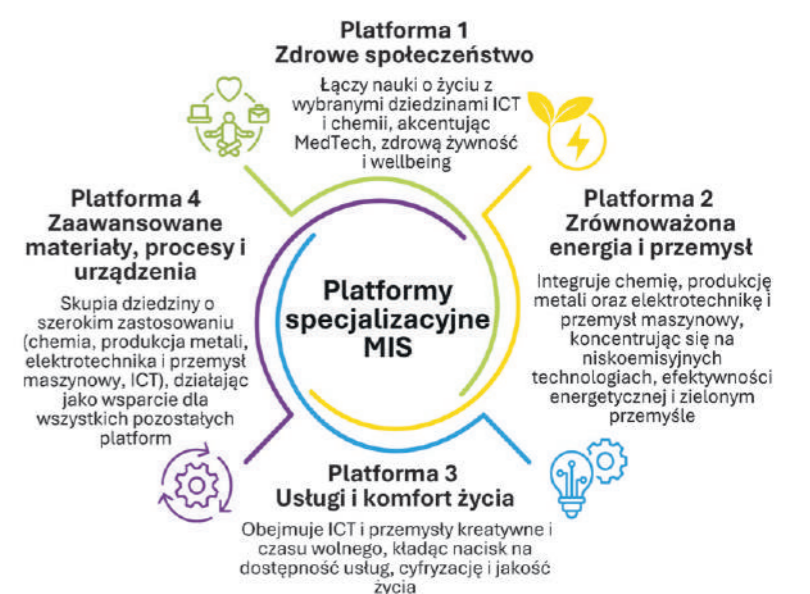 Platforma 1
Zdrowe społeczeństwo
Łączy nauki o życiu z
wybranymi dziedzinami ICT
i chemii, akcentując
MedTech, zdrową żywność
i wellbeing
Platforma 4
Zaawansowane
materiały, procesy i
urządzenia
Skupia dziedziny o
szerokim zastosowaniu
(chemia, produkcja metali,
elektrotechnika i przemysł
maszynowy, ICT), działając
jako wsparcie dla
wszystkich pozostałych
platform
Platformy
specjalizacyjne
MIS
Platforma 2
Zrównoważona
energia i przemysł
Integruje chemię, produkcję
metali oraz elektrotechnikę i
przemysł maszynowy,
koncentrując się na
niskoemisyjnych
technologiach, efektywności
energetycznej i zielonym
przemyśle
Platforma 3
Usługi i komfort życia
Obejmuje ICT i przemysły kreatywne i
czasu wolnego, kładąc nacisk na
dostępność usług, cyfryzację i jakość
życia